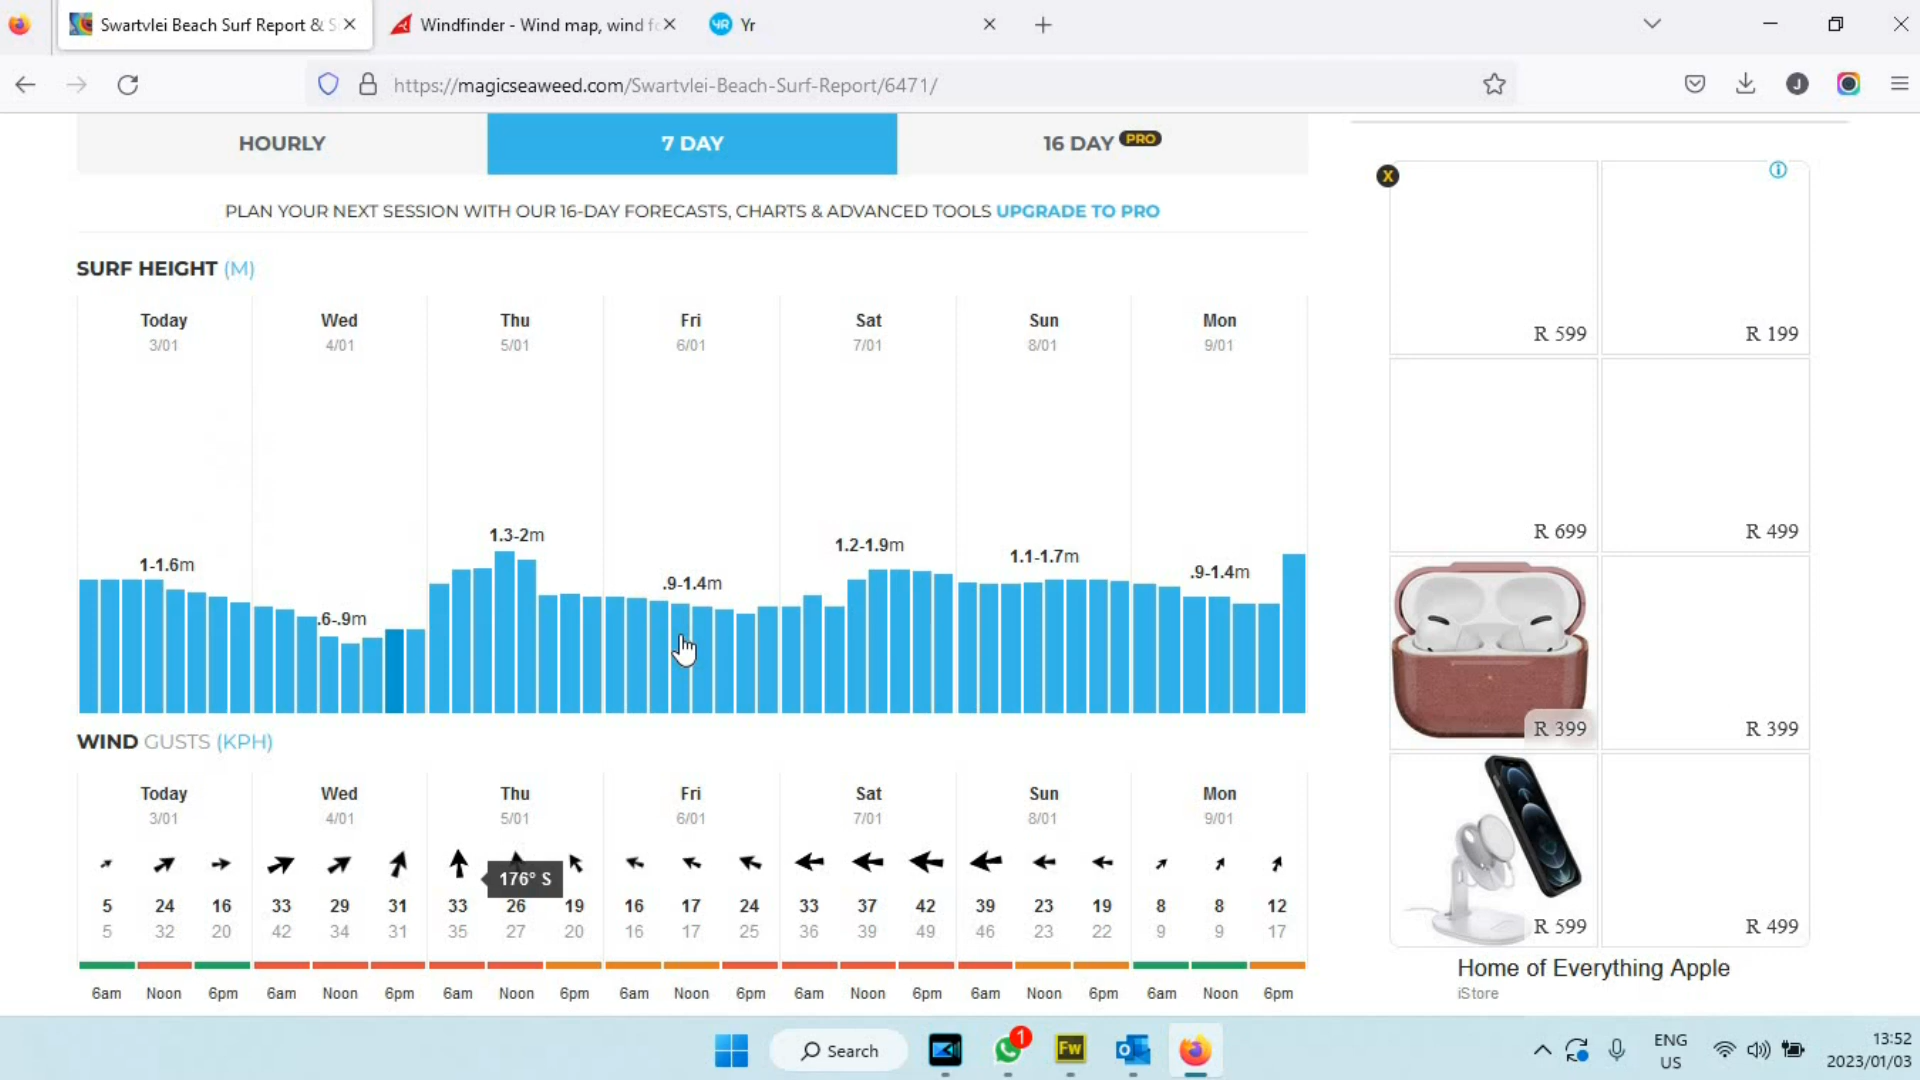 Swartvlei Beach Surf Report & S
Windfinder - Wind map, wind fo
YR Yr
https://magicseaweed.com/Swartvlei-Beach-Surf-Report/6471/
J
HOURLY 7 DAY 16 DAY PRO
PLAN YOUR NEXT SESSION WITH OUR 16-DAY FORECASTS, CHARTS & ADVANCED TOOLS UPGRADE TO PRO
SURF HEIGHT (M)
Today Wed Thu Fri Sat Sun Mon
3/01 4/01 5/01 6/01 7/01 8/01 9/01
1-1.6m .6-.9m 1.3-2m .9-1.4m 1.2-1.9m 1.1-1.7m .9-1.4m
WIND GUSTS (KPH)
Today Wed Thu Fri Sat Sun Mon
3/01 4/01 5/01 6/01 7/01 8/01 9/01
176° S
5 24 16 33 29 31 33 26 19 16 17 24 33 37 42 39 23 19 8 8 12
5 32 20 42 34 31 35 27 20 16 17 25 36 39 49 46 23 22 9 9 17
6am Noon 6pm 6am Noon 6pm 6am Noon 6pm 6am Noon 6pm 6am Noon 6pm 6am Noon 6pm 6am Noon 6pm
X
R 599 R 199
R 699 R 499
R 399 R 399
R 599 R 499
Home of Everything Apple
iStore
Search
1
Fw
ENG
US
13:52
2023/01/03